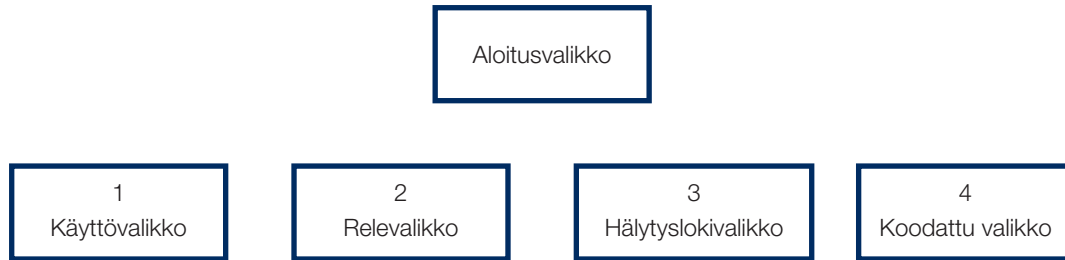 Aloitusvalikko
1
Käyttövalikko
2
Relevalikko
3
Hälytyslokivalikko
4
Koodattu valikko